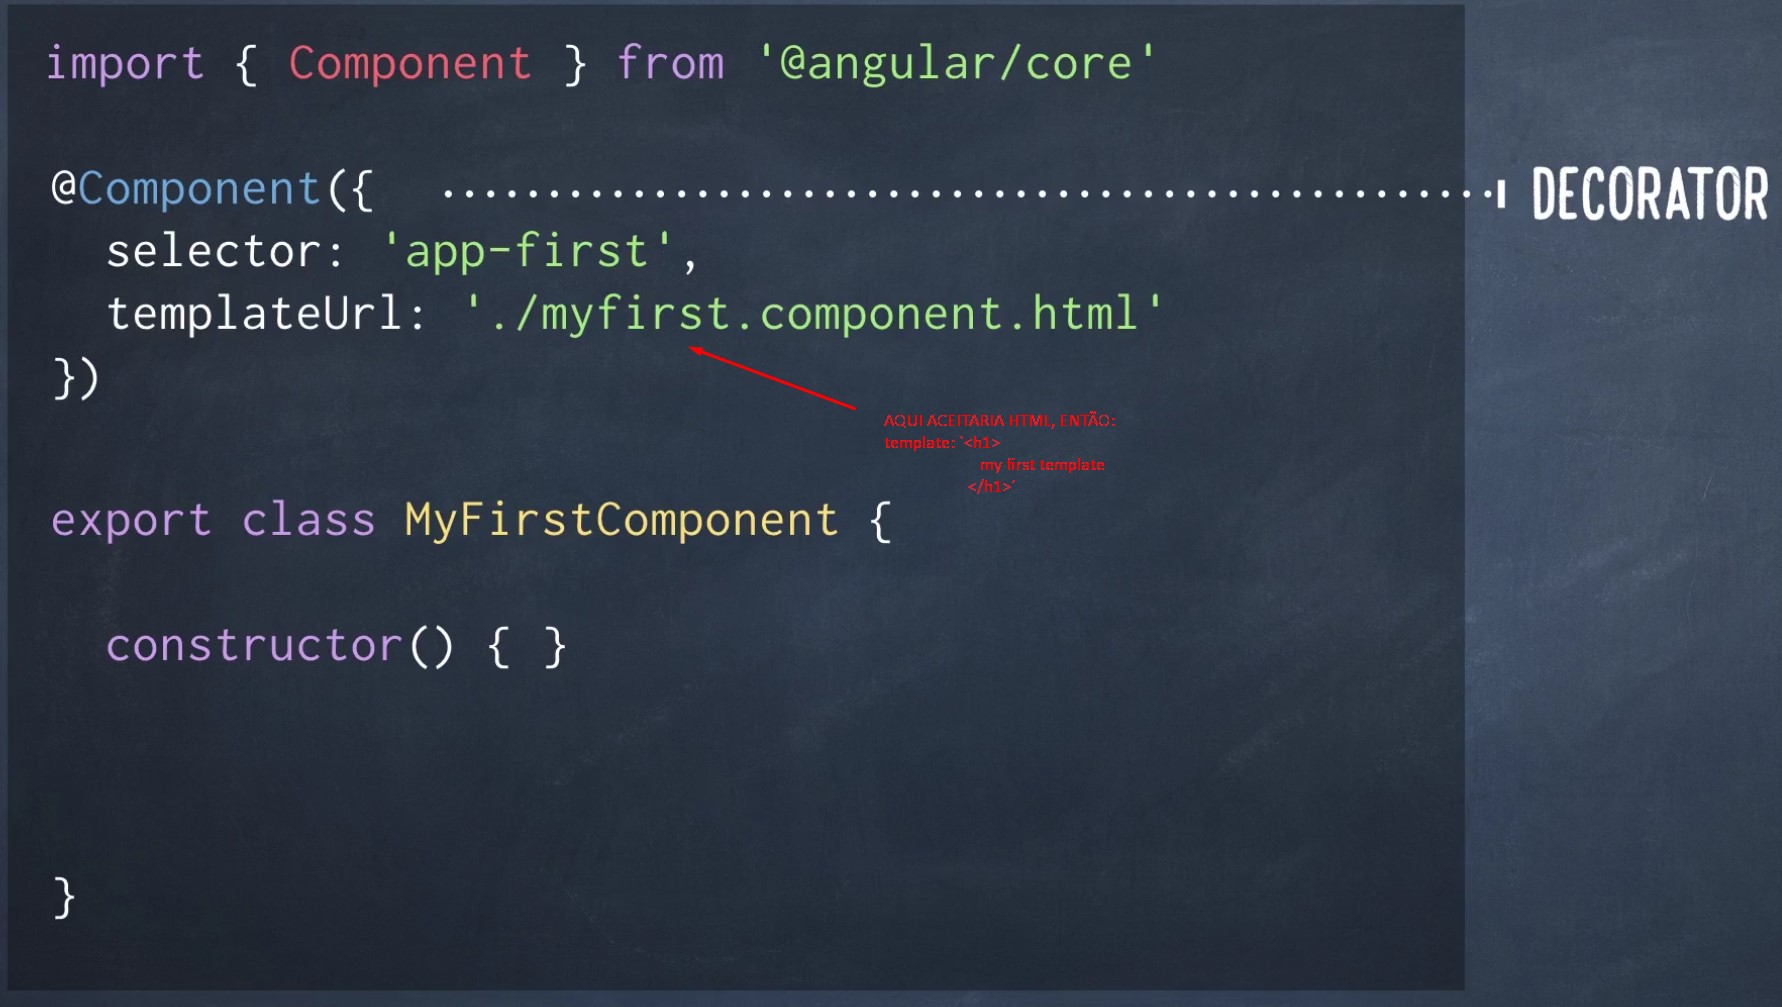 import { Component } from '@angular/core'
@Component({ DECORATOR
selector: 'app-first',
templateUrl: './myfirst.component.html'
})
AQUI ACEITARIA HTML, ENTÃO:
template: `<h1>
my first template
</h1>`
export class MyFirstComponent {
constructor() { }
}